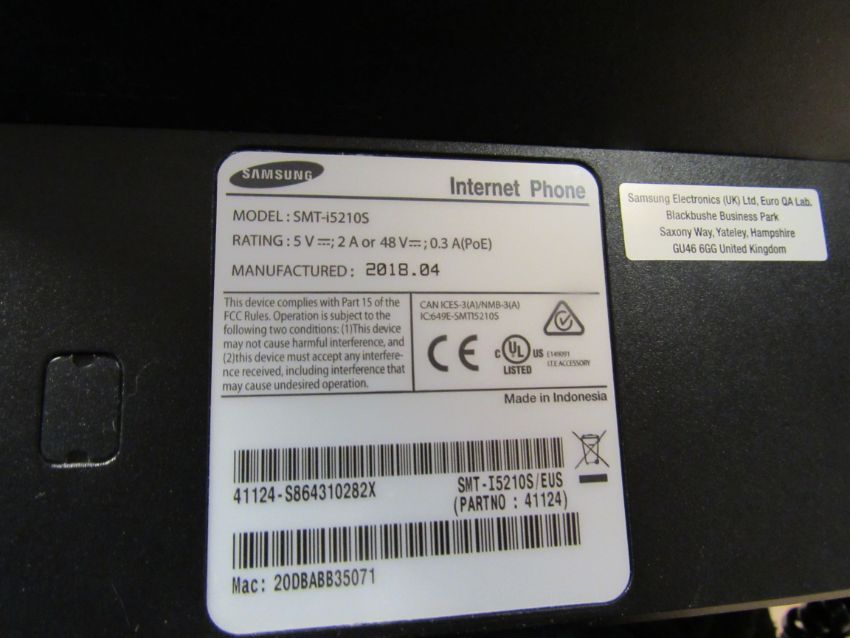 SAMSUNG
Internet Phone
MODEL : SMT-i5210S
RATING : 5 V⎓; 2 A or 48 V⎓; 0.3 A(PoE)
MANUFACTURED : 2018.04
This device complies with Part 15 of the
FCC Rules. Operation is subject to the
following two conditions: (1)This device
may not cause harmful interference, and
(2)this device must accept any interfere-
nce received, including interference that
may cause undesired operation.
CAN ICES-3(A)/NMB-3(A)
IC:649E-SMTI5210S
CE
C UL US
LISTED
E149091
I.T.E ACCESSORY
Made in Indonesia
41124-S864310282X
SMT-I5210S/EUS
(PARTNO : 41124)
Mac: 20DBABB35071
Samsung Electronics (UK) Ltd, Euro QA Lab.
Blackbushe Business Park
Saxony Way, Yateley, Hampshire
GU46 6GG United Kingdom